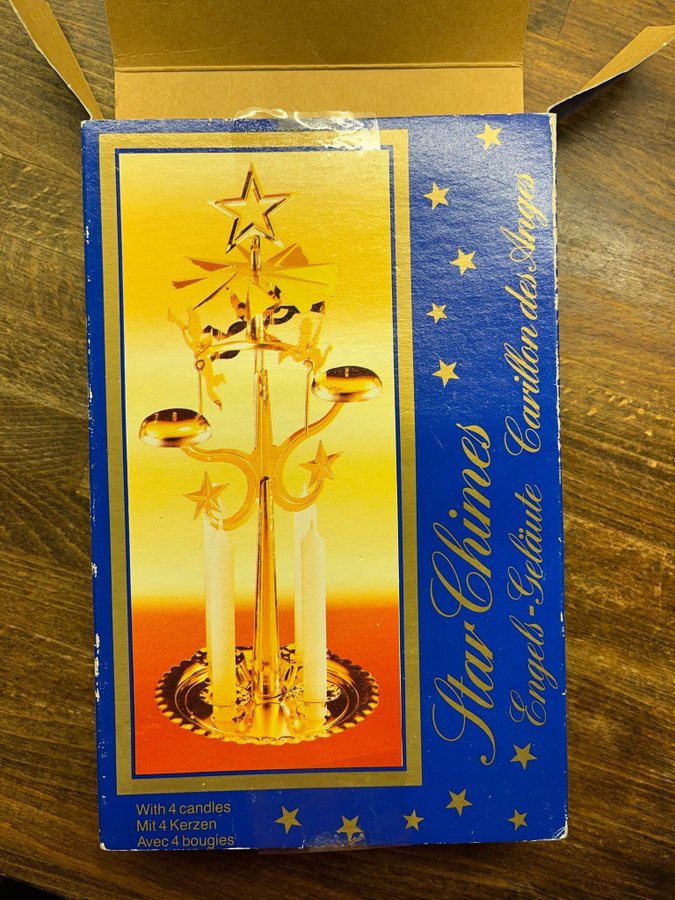 Star Chimes
Engels-Geläute Carillon des Anges
With 4 candles
Mit 4 Kerzen
Avec 4 bougies